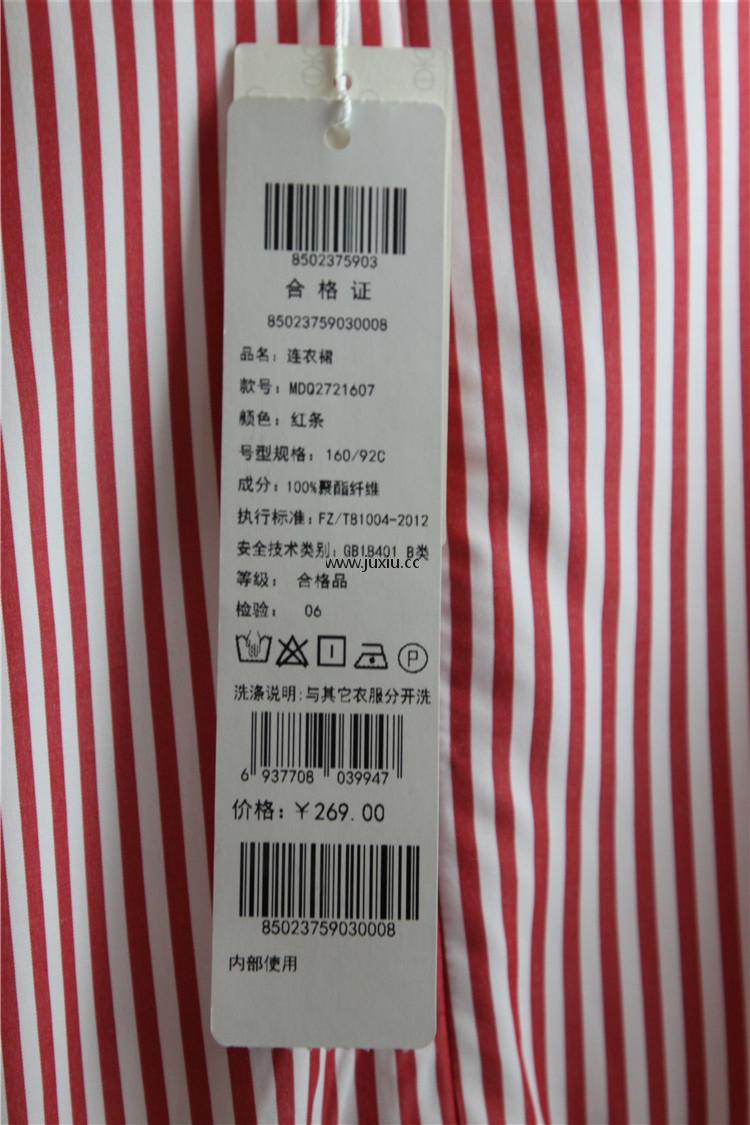 8502375903
合格证
85023759030008
品名：连衣裙
款号：MDQ2721607
颜色：红条
号型规格：160/92C
成分：100%聚酯纤维
执行标准：FZ/T81004-2012
安全技术类别：GB18401 B类
www.juxiu.cc
等级： 合格品
检验： 06
P
洗涤说明:与其它衣服分开洗
6 937708 039947
价格：￥269.00
85023759030008
内部使用